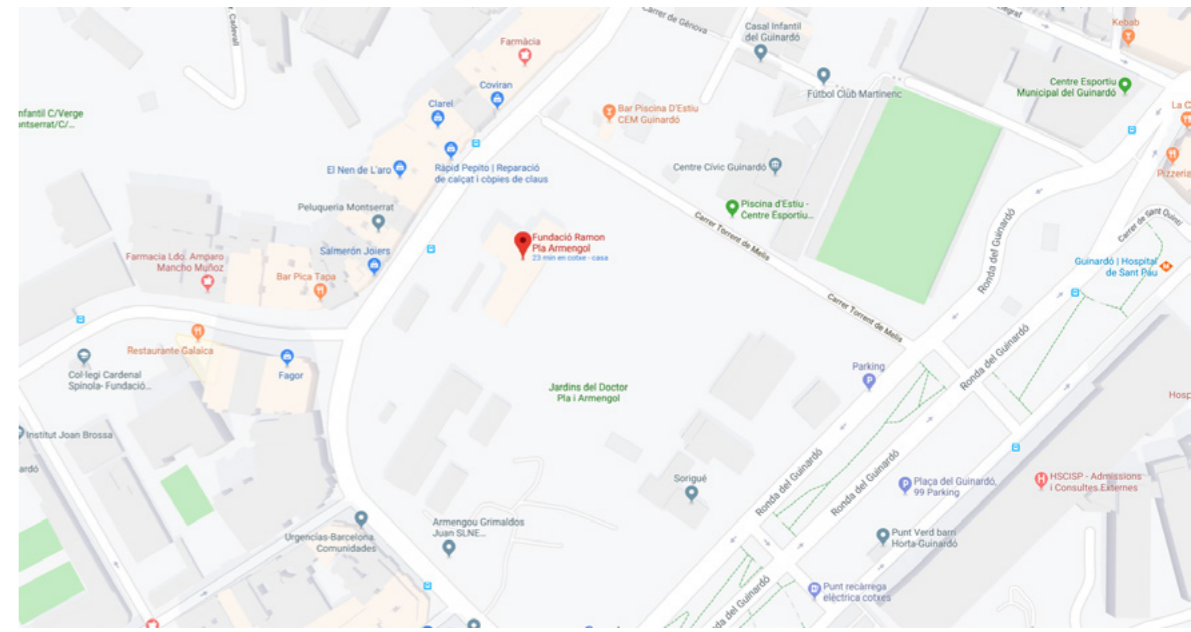 Cadevall
Carrer de Gènova
Casal Infantil
del Guinardó
Kebab
Farmàcia
Fútbol Club Martinenc
Centre Esportiu
Municipal del Guinardó
Coviran
Clarel
Bar Piscina D'Estiu
CEM Guinardó
La C
nfantil C/Verge
ontserrat/C/...
El Nen de L'aro
Ràpid Pepito | Reparació
de calçat i còpies de claus
Centre Cívic Guinardó
Pizzeria
Peluqueria Montserrat
Piscina d'Estiu -
Centre Esportiu...
Carrer Torrent de Melis
Carrer de Sant Quintí
Ronda del Guinardó
Fundació Ramon
Pla Armengol
23 min en cotxe - casa
Salmerón Joiers
Farmacia Ldo. Amparo
Mancho Muñoz
Bar Pica Tapa
Guinardó | Hospital
de Sant Pau
Carrer Torrent de Melis
Restaurante Galaica
Col·legi Cardenal
Spínola- Fundació...
Fagor
Parking
Ronda del Guinardó
Jardins del Doctor
Pla i Armengol
Hosp
Institut Joan Brossa
ardó
Sorigué
Ronda del Guinardó
Ronda del Guinardó
Plaça del Guinardó,
99 Parking
HSCISP - Admissions
i Consultes Externes
Armengou Grimaldos
Juan SLNE...
Urgencias-Barcelona.
Comunidades
Punt Verd barri
Horta-Guinardó
Punt recàrrega
elèctrica cotxes
del Guinardó